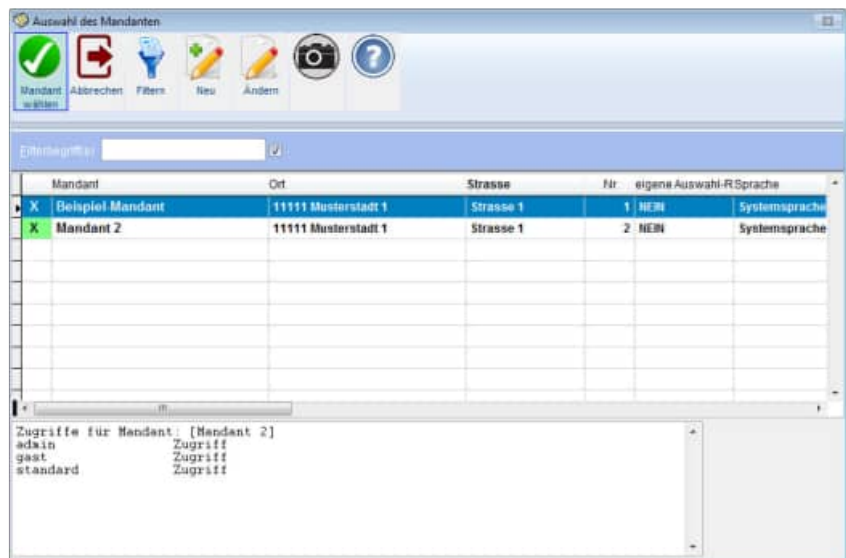 Auswahl des Mandanten
Mandant wählen Abbrechen Filtern Neu Ändern
Filterbegriffe:
Mandant Ort Strasse Nr eigene Auswahl-R Sprache
X Beispiel-Mandant 11111 Musterstadt 1 Strasse 1 1 NEIN Systemsprache
X Mandant 2 11111 Musterstadt 1 Strasse 1 2 NEIN Systemsprache
Zugriffe für Mandant: [Mandant 2]
admin Zugriff
gast Zugriff
standard Zugriff